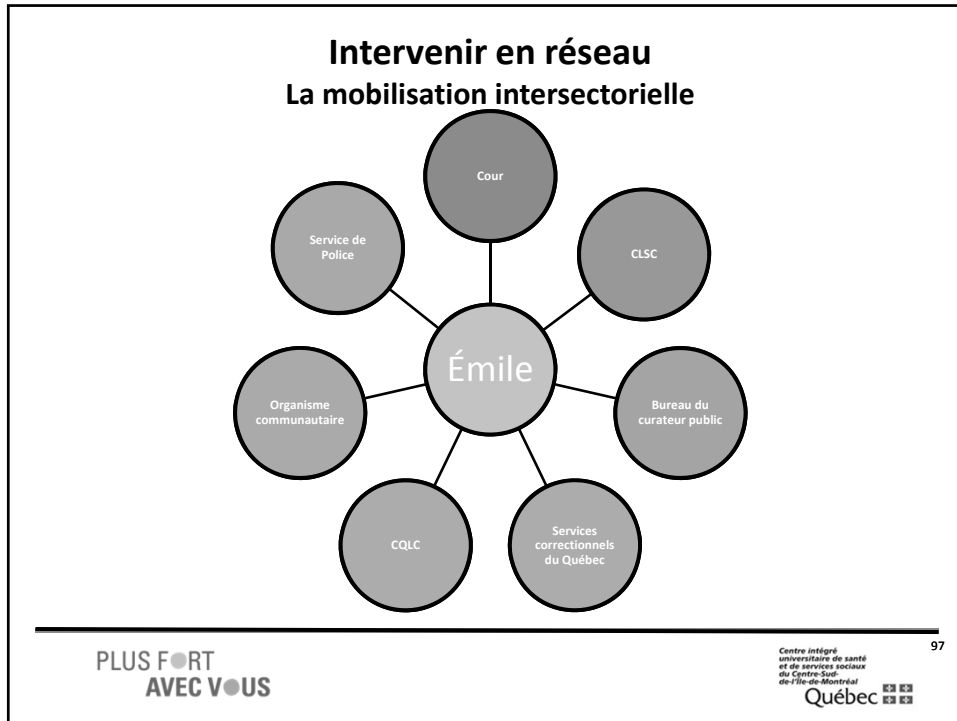 Intervenir en réseau
La mobilisation intersectorielle
Cour
Service de
Police
CLSC
Émile
Organisme
communautaire
Bureau du
curateur public
CQLC
Services
correctionnels
du Québec
97
PLUS FORT
AVEC VOUS
Centre intégré
universitaire de santé
et de services sociaux
du Centre-Sud-
de-l'Île-de-Montréal
Québec